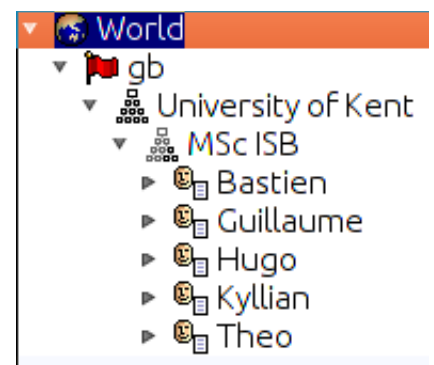 World
gb
University of Kent
MSc ISB
Bastien
Guillaume
Hugo
Kyllian
Theo